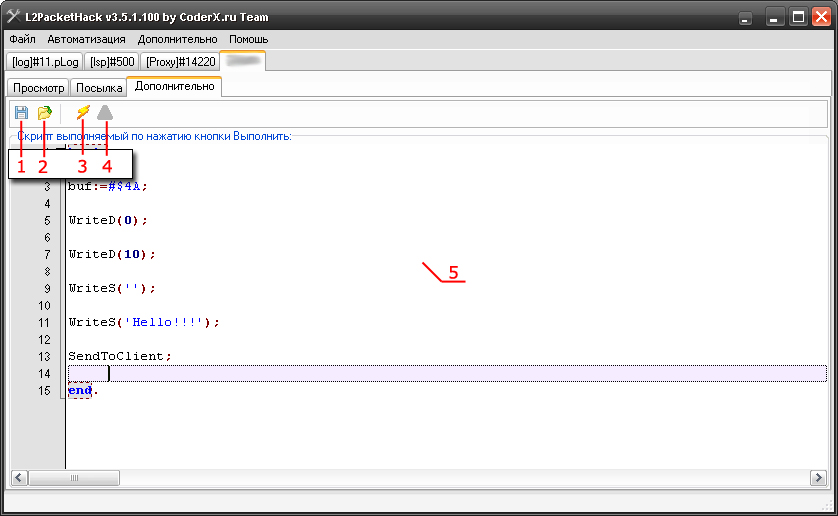 L2PacketHack v3.5.1.100 by CoderX.ru Team
Файл Автоматизация Дополнительно Помощь
[log]#11.pLog [lsp]#500 [Proxy]#14220
Просмотр Посылка Дополнительно
Скрипт выполняемый по нажатию кнопки Выполнить:
1 2 3 4
3 buf:=#$4A;
4
5 WriteD(0);
6
7 WriteD(10);
8
5
9 WriteS('');
10
11 WriteS('Hello!!!');
12
13 SendToClient;
14
15 end.